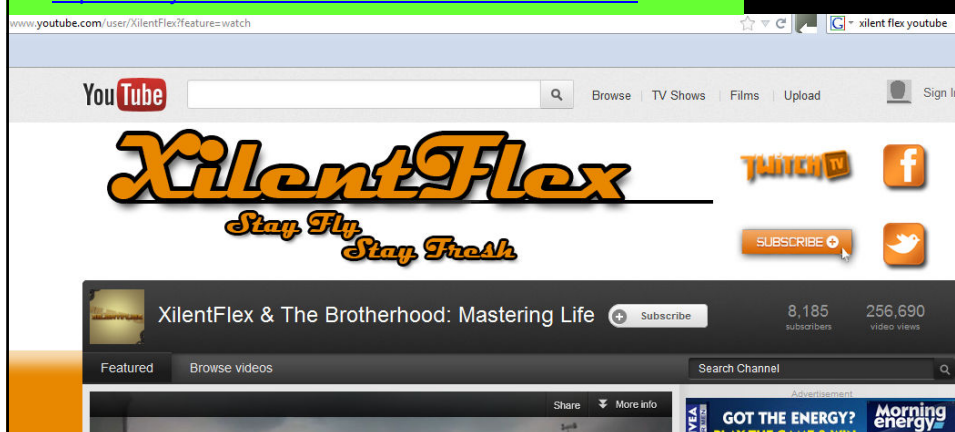 www.youtube.com/user/XilentFlex?feature=watch
G xilent flex youtube
YouTube Browse TV Shows Films Upload Sign In
XilentFlex
TWITCH TV
f
Stay Fly
Stay Fresh
SUBSCRIBE +
XilentFlex & The Brotherhood: Mastering Life + Subscribe 8,185 256,690
subscribers video views
Featured Browse videos Search Channel
Advertisement
Share More info
GOT THE ENERGY? Morning
energy